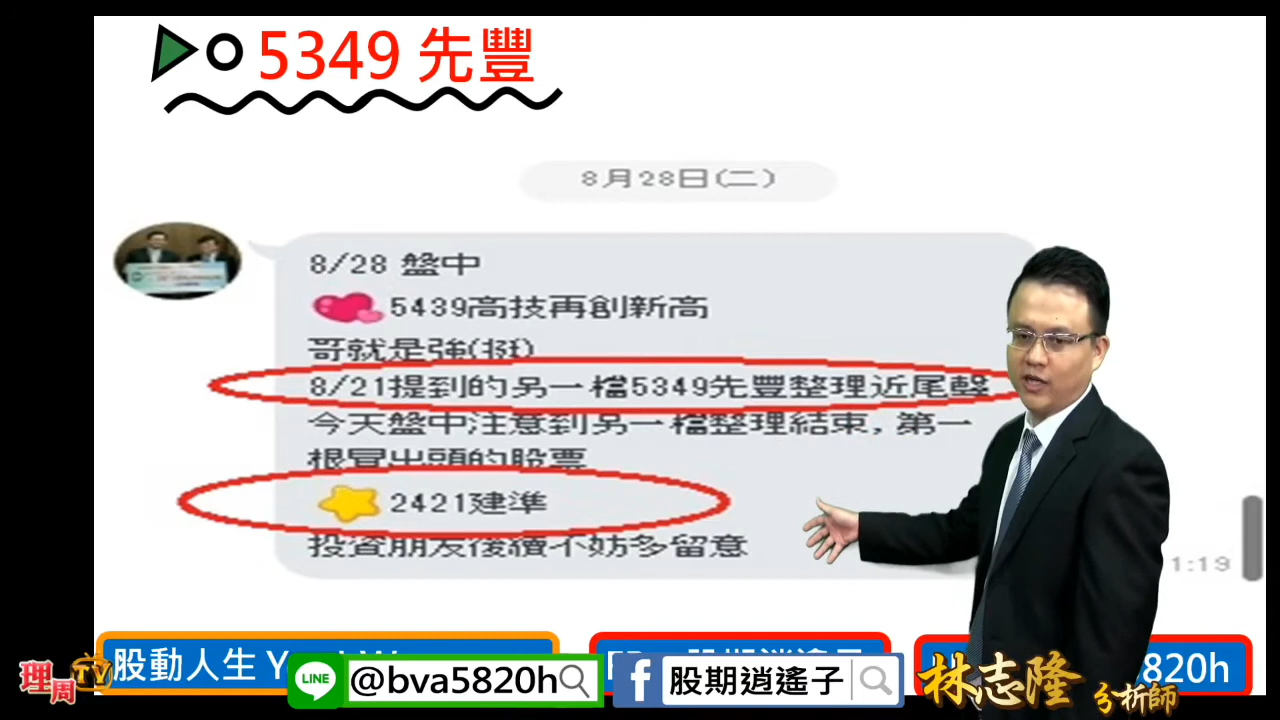 5349 先豐
8月28日(二)
8/28 盤中
5439高技再創新高
哥就是強(挺)
8/21提到的另一檔5349先豐整理近尾聲
今天盤中注意到另一檔整理結束, 第一
根冒出頭的股票
2421建準
投資朋友後續不妨多留意
1:19
理周TV
股動人生 Y
LINE
@bva5820h
股期逍遙子
林志隆 分析師
820h